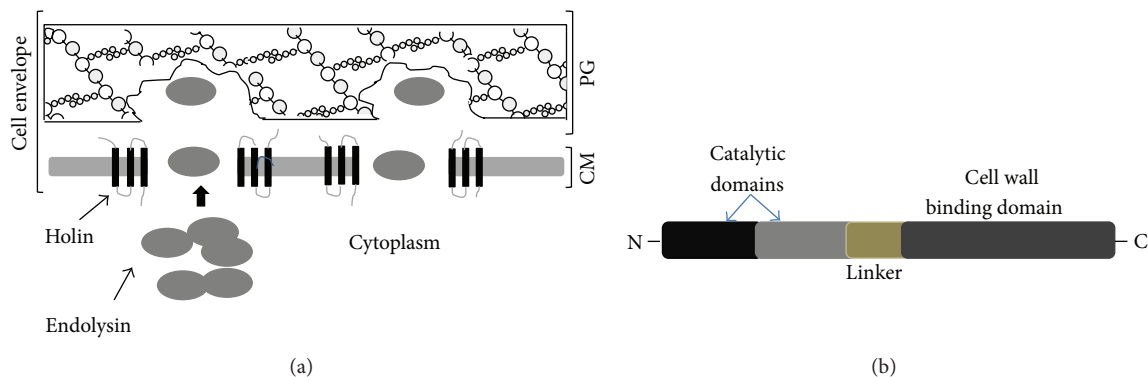 Cell envelope
PG
CM
Holin
Cytoplasm
Endolysin
(a)
Catalytic
domains
Cell wall
binding domain
N
C
Linker
(b)